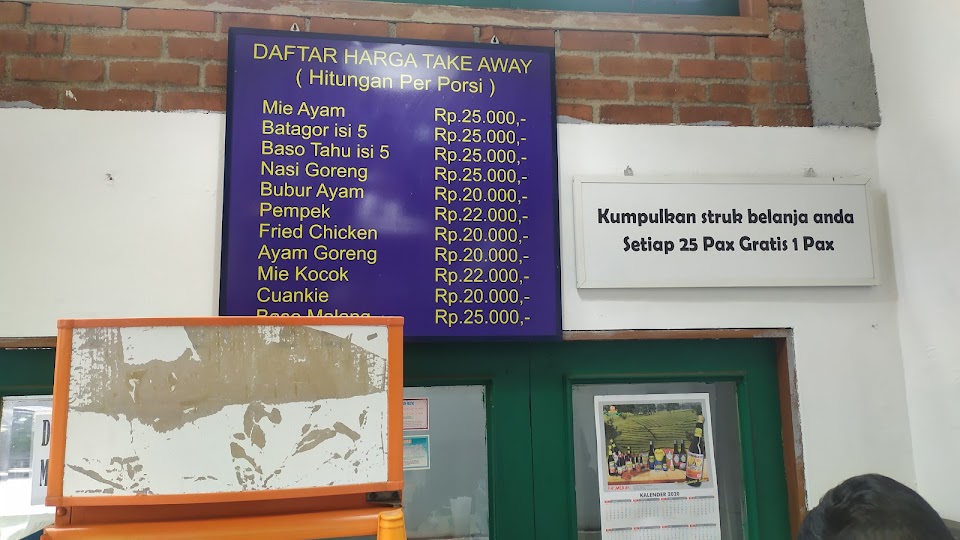 DAFTAR HARGA TAKE AWAY
( Hitungan Per Porsi )
Mie Ayam Rp.25.000,-
Batagor isi 5 Rp.25.000,-
Baso Tahu isi 5 Rp.25.000,-
Nasi Goreng Rp.25.000,-
Bubur Ayam Rp.20.000,-
Pempek Rp.22.000,-
Fried Chicken Rp.20.000,-
Ayam Goreng Rp.20.000,-
Mie Kocok Rp.22.000,-
Cuankie Rp.20.000,-
Baso Malang Rp.25.000,-
Kumpulkan struk belanja anda
Setiap 25 Pax Gratis 1 Pax
KALENDER 2020